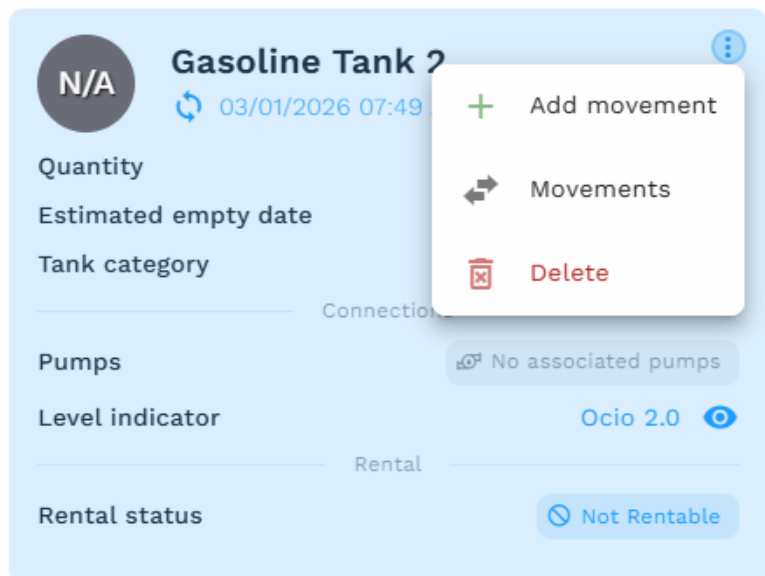 N/A
Gasoline Tank 2
03/01/2026 07:49
Add movement
Quantity
Movements
Estimated empty date
Tank category
Delete
Connections
Pumps
No associated pumps
Level indicator
Ocio 2.0
Rental
Rental status
Not Rentable